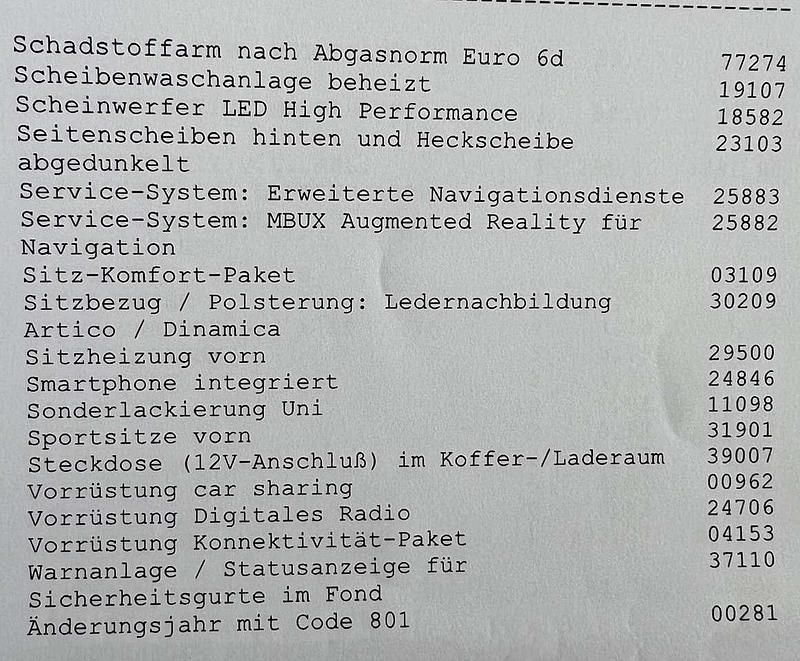 Schadstoffarm nach Abgasnorm Euro 6d 77274
Scheibenwaschanlage beheizt 19107
Scheinwerfer LED High Performance 18582
Seitenscheiben hinten und Heckscheibe 23103
abgedunkelt
Service-System: Erweiterte Navigationsdienste 25883
Service-System: MBUX Augmented Reality für 25882
Navigation
Sitz-Komfort-Paket 03109
Sitzbezug / Polsterung: Ledernachbildung 30209
Artico / Dinamica
Sitzheizung vorn 29500
Smartphone integriert 24846
Sonderlackierung Uni 11098
Sportsitze vorn 31901
Steckdose (12V-Anschluß) im Koffer-/Laderaum 39007
Vorrüstung car sharing 00962
Vorrüstung Digitales Radio 24706
Vorrüstung Konnektivität-Paket 04153
Warnanlage / Statusanzeige für 37110
Sicherheitsgurte im Fond
Änderungsjahr mit Code 801 00281